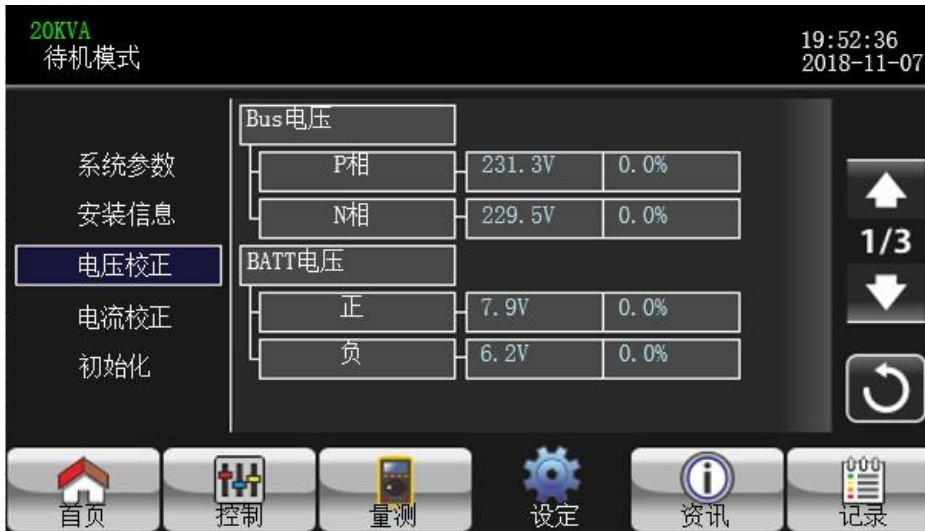 20KVA
待机模式
19:52:36
2018-11-07
系统参数
安装信息
电压校正
电流校正
初始化
Bus电压
P相 231.3V 0.0%
N相 229.5V 0.0%
BATT电压
正 7.9V 0.0%
负 6.2V 0.0%
1/3
首页 控制 量测 设定 资讯 记录